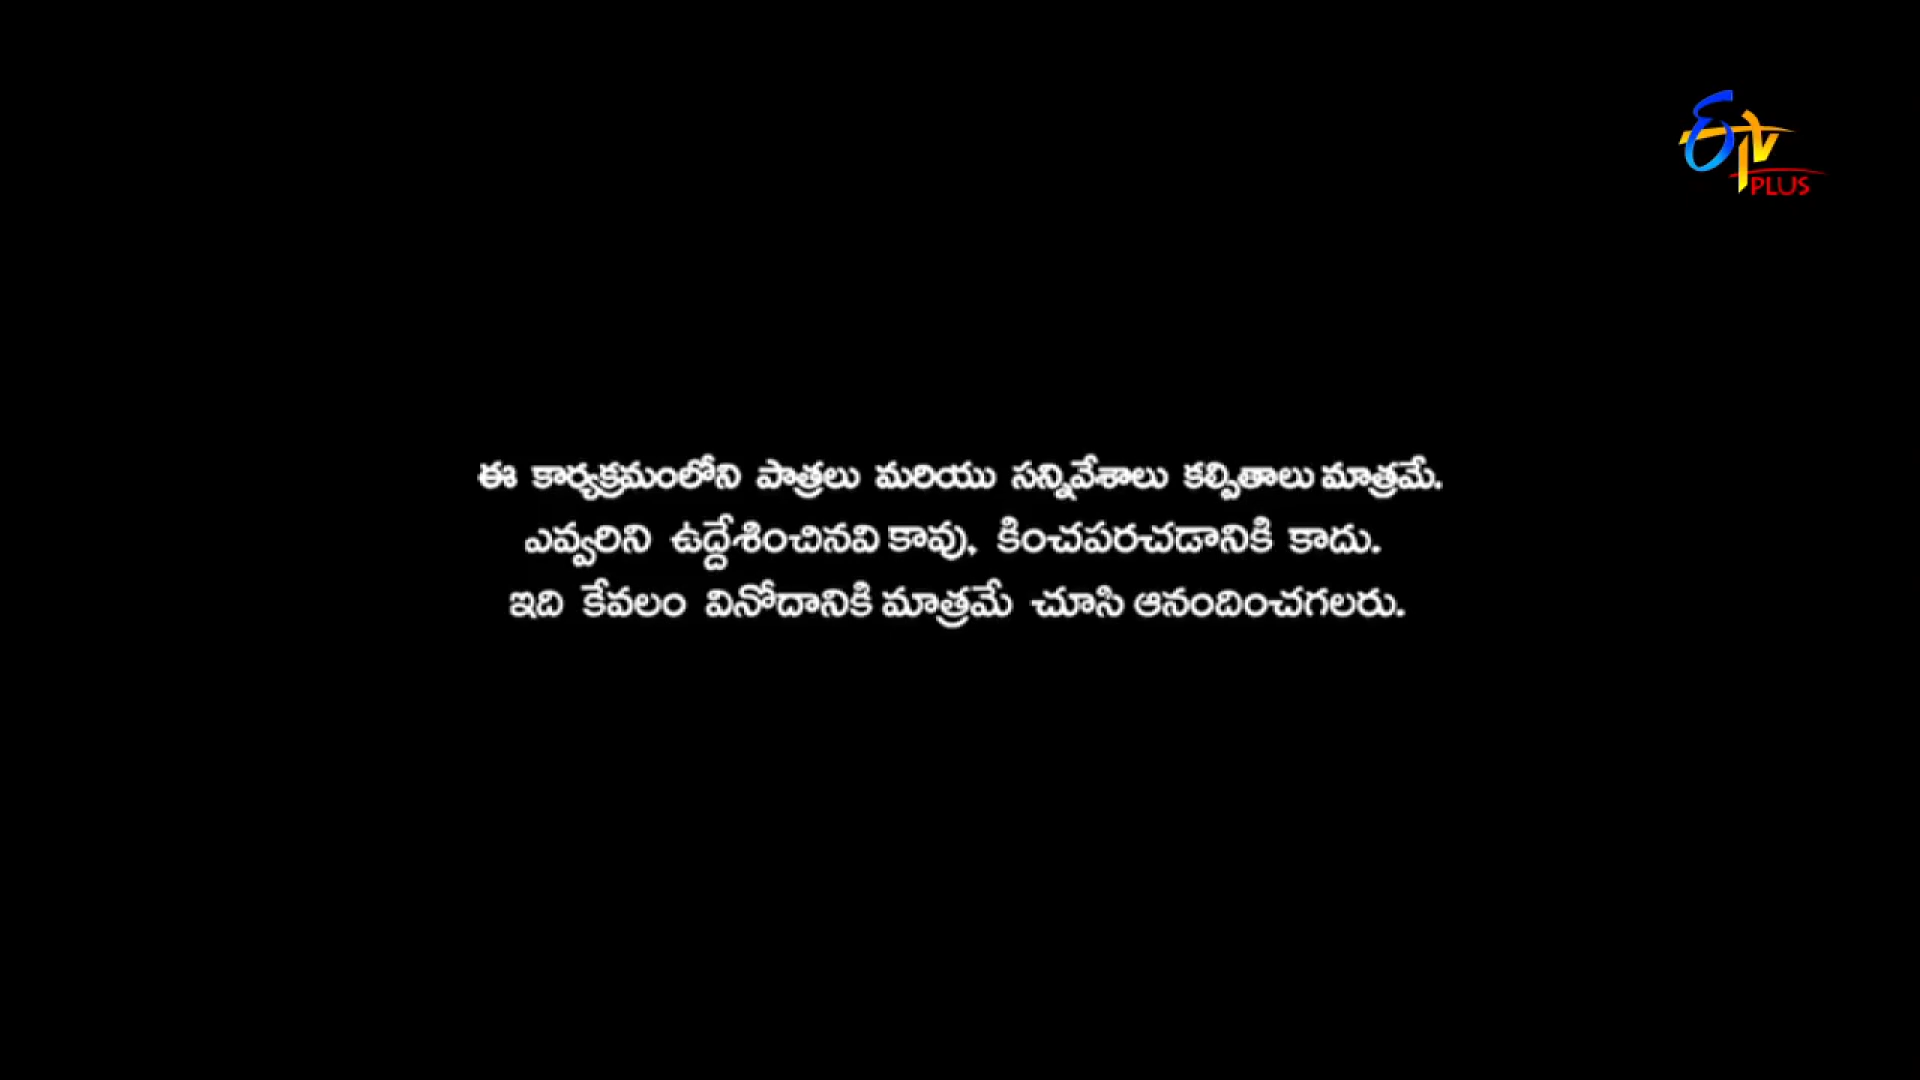 ETV
PLUS
ఈ కార్యక్రమంలోని పాత్రలు మరియు సన్నివేశాలు కల్పితాలు మాత్రమే.
ఎవ్వరిని ఉద్దేశించినవి కావు, కించపరచడానికి కాదు.
ఇది కేవలం వినోదానికి మాత్రమే చూసి ఆనందించగలరు.